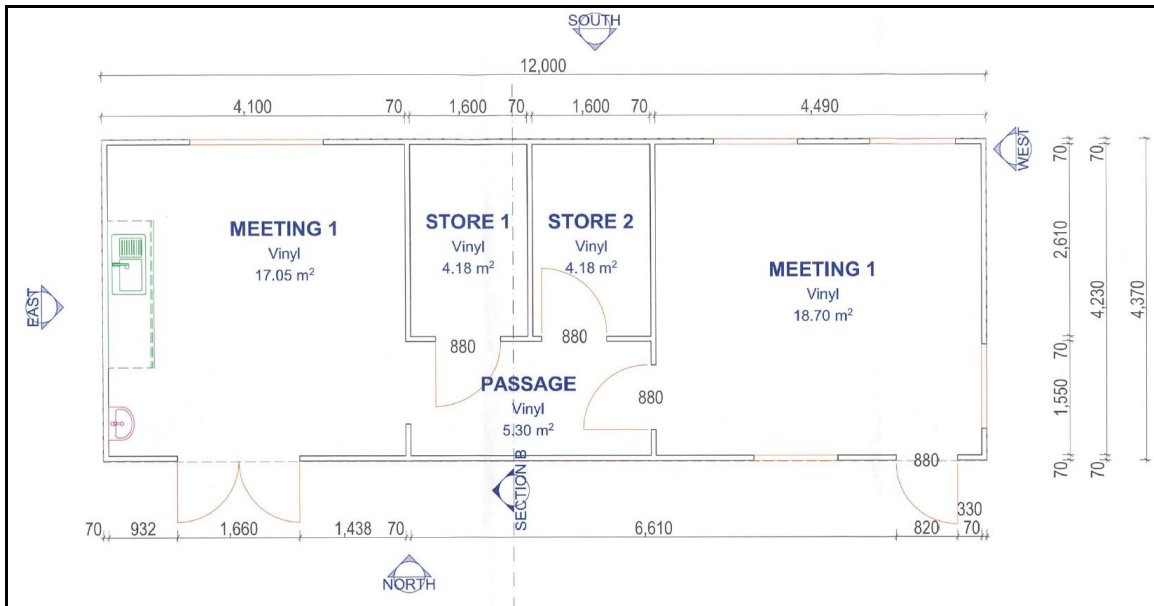 SOUTH
12,000
4,100
70
1,600
70
1,600
70
4,490
WEST
70
70
2,610
4,230
4,370
70
1,550
70
70
MEETING 1
Vinyl
17.05 m²
STORE 1
Vinyl
4.18 m²
STORE 2
Vinyl
4.18 m²
MEETING 1
Vinyl
18.70 m²
EAST
880
880
880
PASSAGE
Vinyl
5.30 m²
880
SECTION B
70
932
1,660
1,438
70
6,610
820
330
70
NORTH